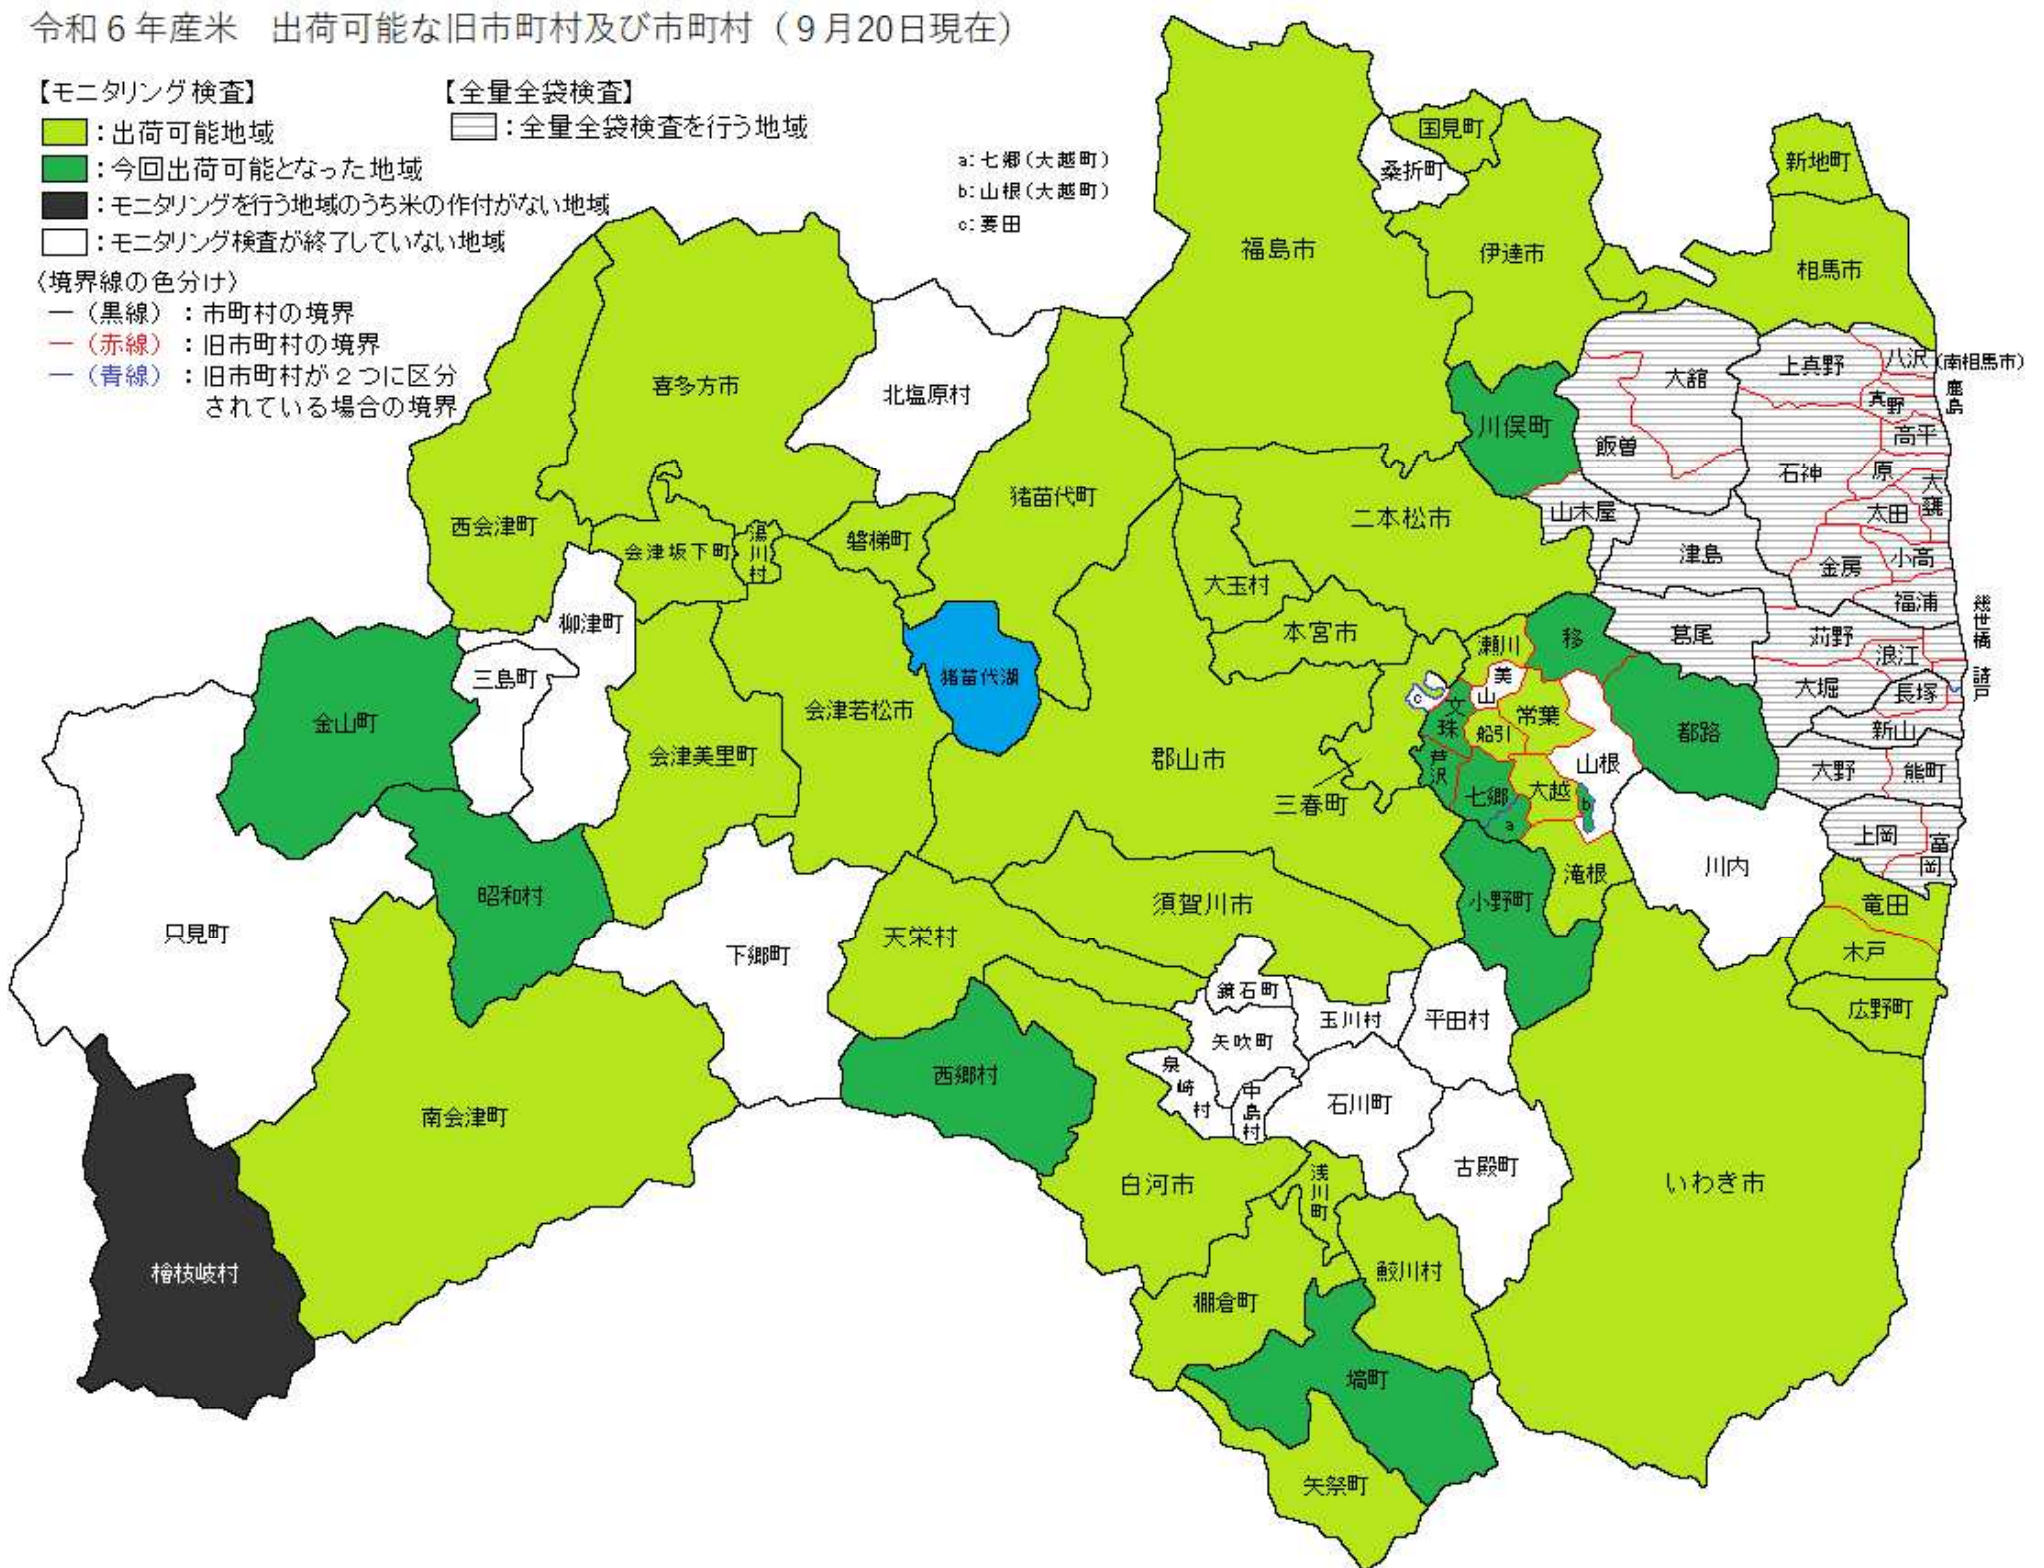 令和６年産米　出荷可能な旧市町村及び市町村（９月20日現在）
【モニタリング検査】
【全量全袋検査】
：出荷可能地域
：全量全袋検査を行う地域
：今回出荷可能となった地域
：モニタリングを行う地域のうち米の作付がない地域
：モニタリング検査が終了していない地域
〈境界線の色分け〉
―（黒線）：市町村の境界
―（赤線）：旧市町村の境界
―（青線）：旧市町村が２つに区分
されている場合の境界
a:七郷(大越町)
b:山根(大越町)
c:要田
国見町
桑折町
新地町
福島市
伊達市
相馬市
八沢(南相馬市)
上真野
大舘
鹿島
真野
喜多方市
北塩原村
川俣町
飯曽
高平
石神
原
大甕
猪苗代町
二本松市
山木屋
太田
西会津町
会津坂下町
湯川村
磐梯町
津島
小高
金房
大玉村
福浦
幾世橋
柳津町
本宮市
瀬川
移
葛尾
苅野
浪江
三島町
猪苗代湖
美山
請戸
大堀
長塚
c
文珠
常葉
金山町
会津若松市
船引
都路
新山
会津美里町
郡山市
芦沢
山根
大野
熊町
三春町
七郷
大越
b
a
上岡
富岡
昭和村
川内
滝根
小野町
須賀川市
竜田
只見町
天栄村
下郷町
木戸
鏡石町
広野町
玉川村
平田村
矢吹町
泉崎村
西郷村
中島村
石川町
南会津町
古殿町
白河市
浅川町
いわき市
檜枝岐村
鮫川村
棚倉町
塙町
矢祭町